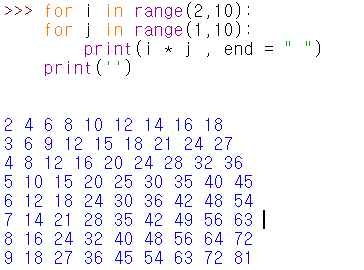 >>> for i in range(2,10):
    for j in range(1,10):
        print(i * j , end = " ")
    print('')
2 4 6 8 10 12 14 16 18
3 6 9 12 15 18 21 24 27
4 8 12 16 20 24 28 32 36
5 10 15 20 25 30 35 40 45
6 12 18 24 30 36 42 48 54
7 14 21 28 35 42 49 56 63
8 16 24 32 40 48 56 64 72
9 18 27 36 45 54 63 72 81